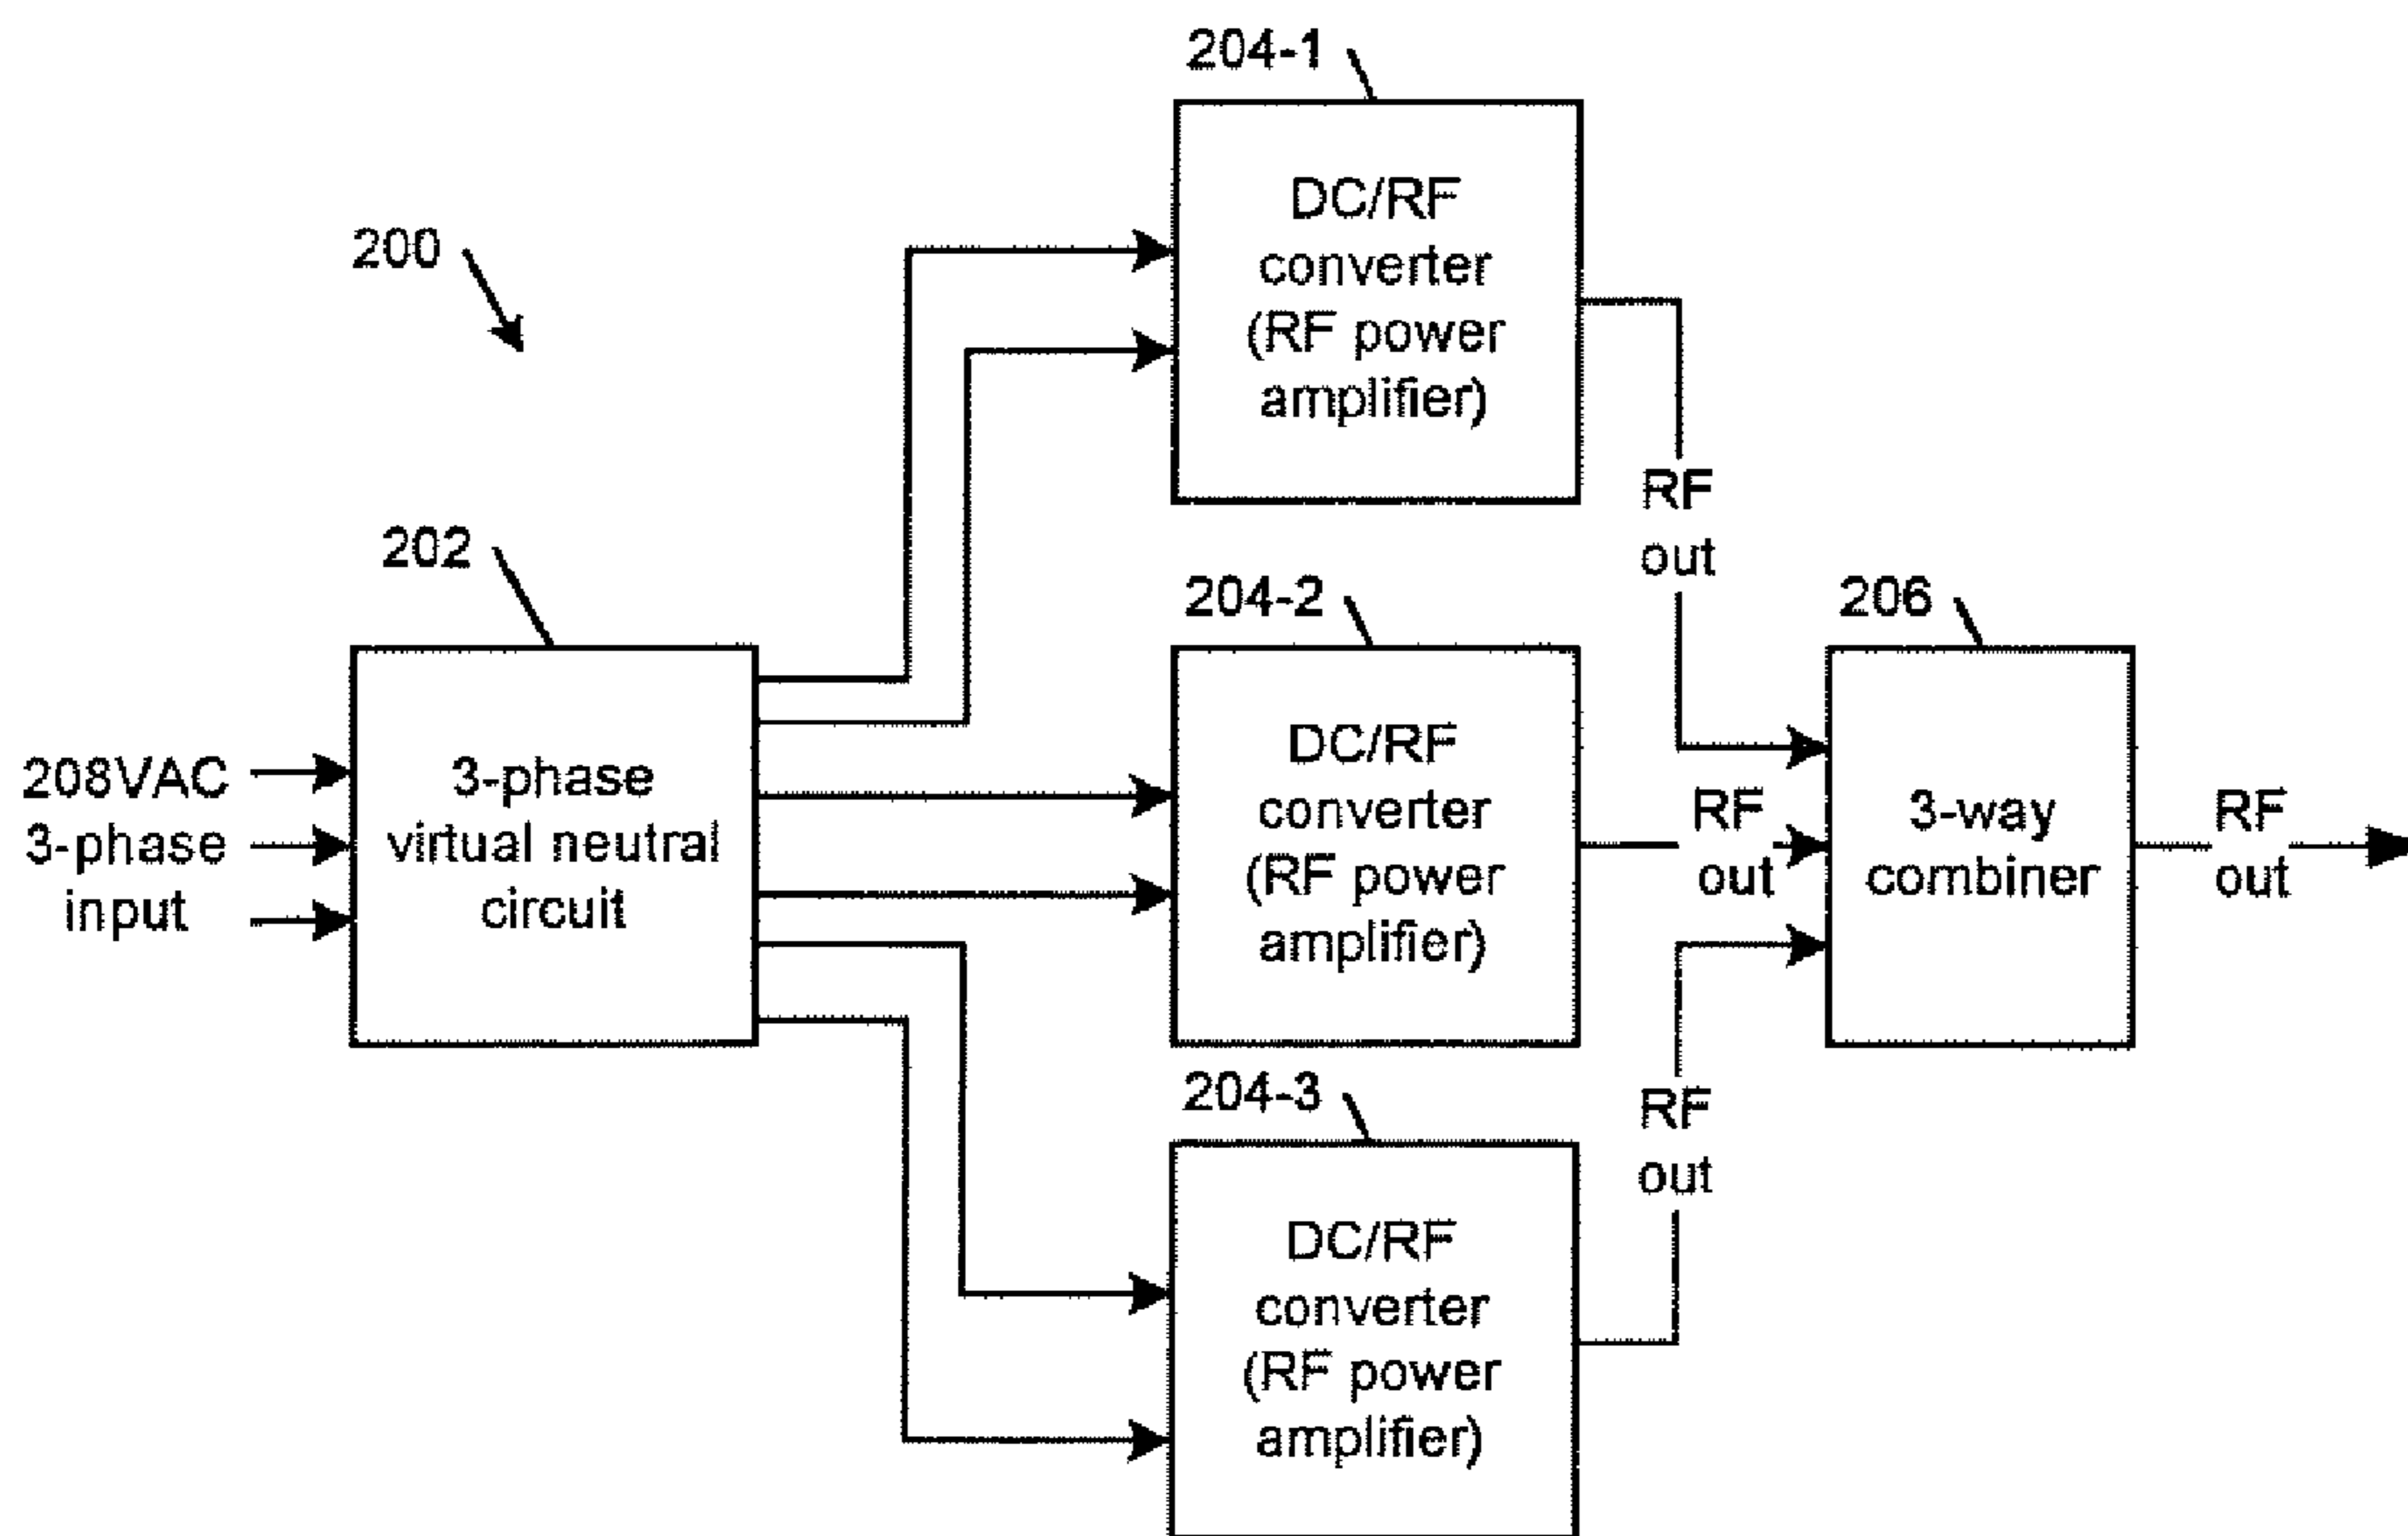 204-1
DC/RF
converter
(RF power
amplifier)
200
RF
out
202
204-2
206
208VAC
3-phase
input
3-phase
virtual neutral
circuit
DC/RF
converter
(RF power
amplifier)
RF
out
3-way
combiner
RF
out
204-3
RF
out
DC/RF
converter
(RF power
amplifier)